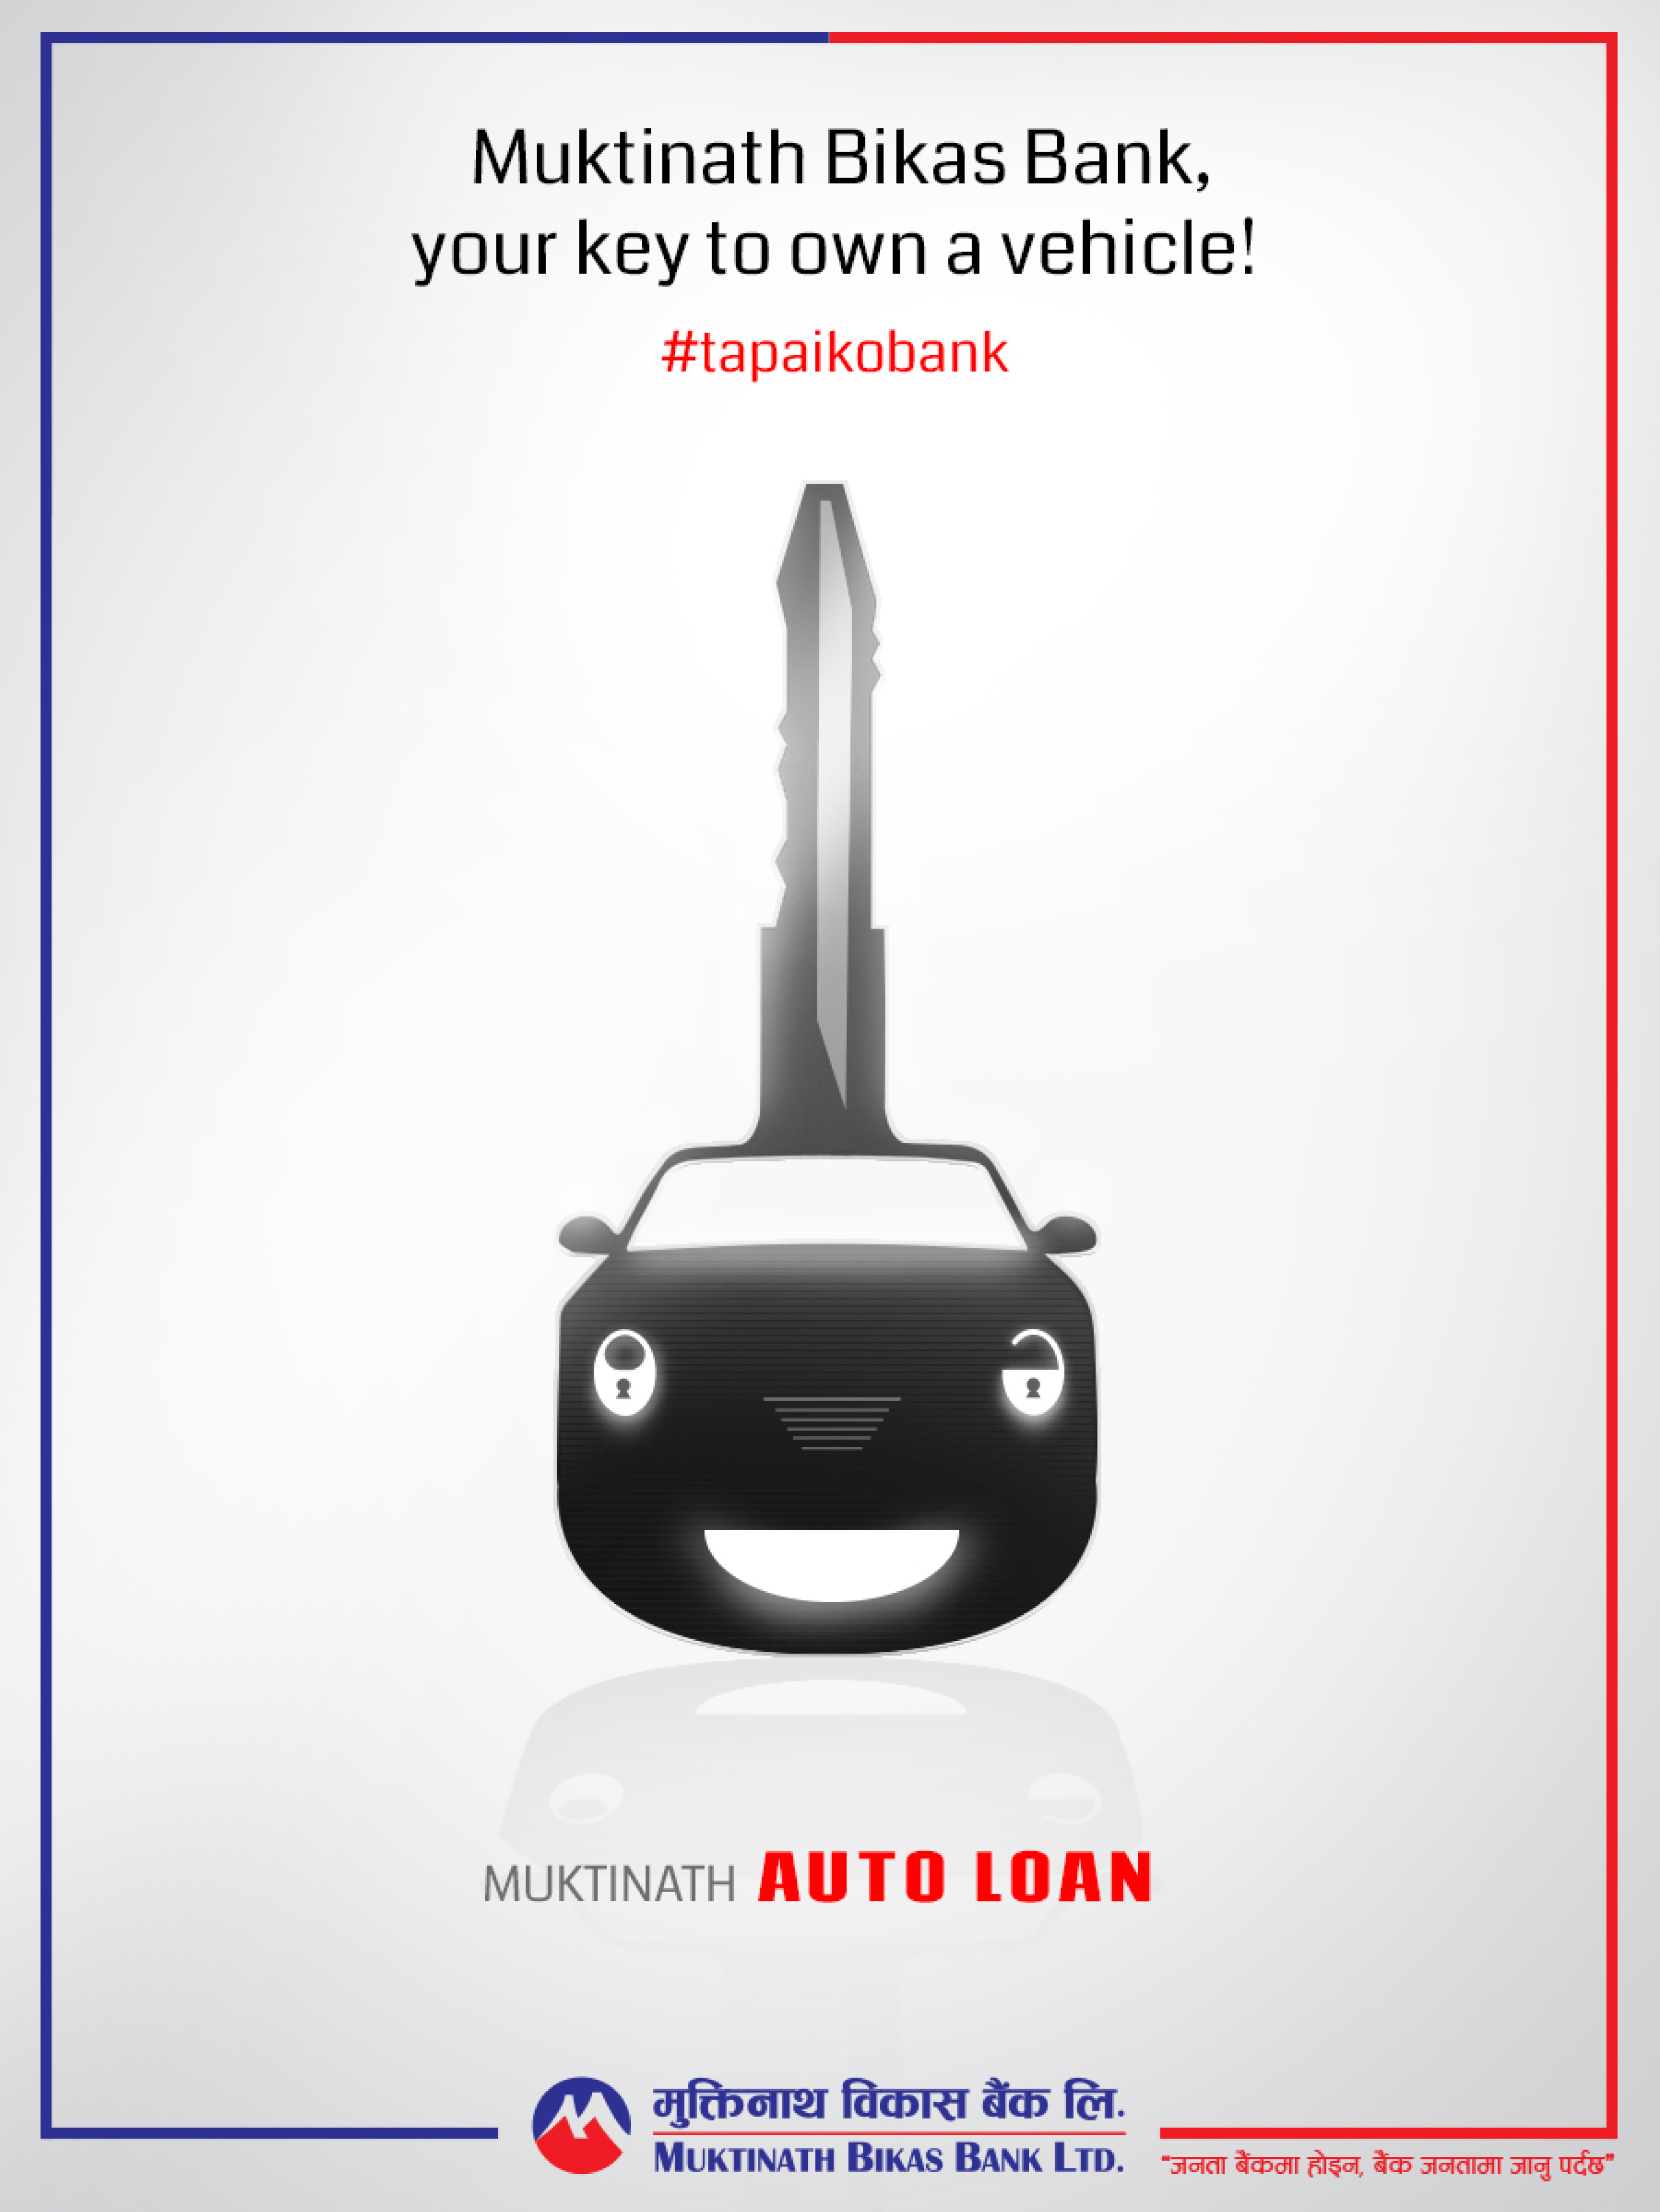 Muktinath Bikas Bank,
your key to own a vehicle!
#tapaikobank
MUKTINATH AUTO LOAN
मुक्तिनाथ विकास बैंक लि.
MUKTINATH BIKAS BANK LTD.
“जनता बैंकमा होइन, बैंक जनतामा जानु पर्दछ”